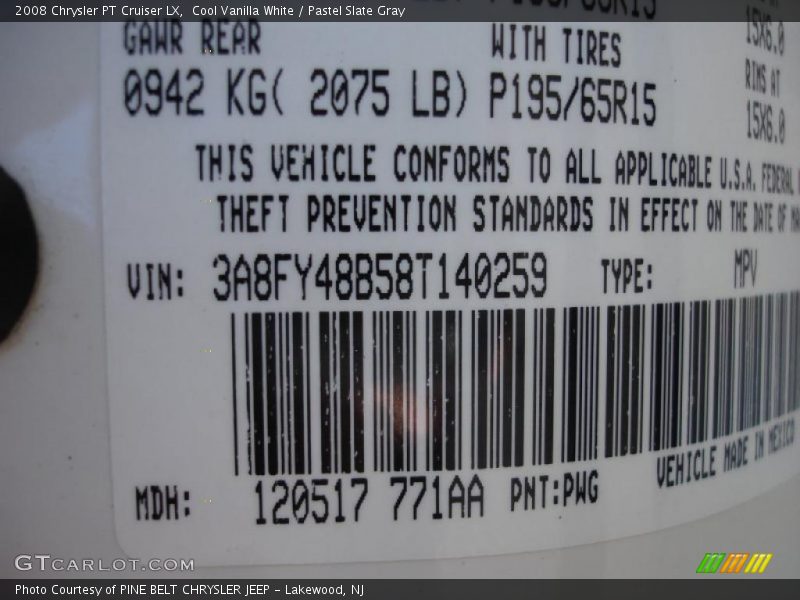 2008 Chrysler PT Cruiser LX,  Cool Vanilla White / Pastel Slate Gray
GAWR REAR WITH TIRES 15X6.0
0942 KG( 2075 LB) P195/65R15 RIMS AT
15X6.0
THIS VEHICLE CONFORMS TO ALL APPLICABLE U.S.A. FEDERAL
THEFT PREVENTION STANDARDS IN EFFECT ON THE DATE OF
VIN: 3A8FY48B58T140259 TYPE: MPV
VEHICLE MADE IN MEXICO
MDH: 120517 771AA PNT:PWG
GTCARLOT.COM
Photo Courtesy of PINE BELT CHRYSLER JEEP - Lakewood, NJ